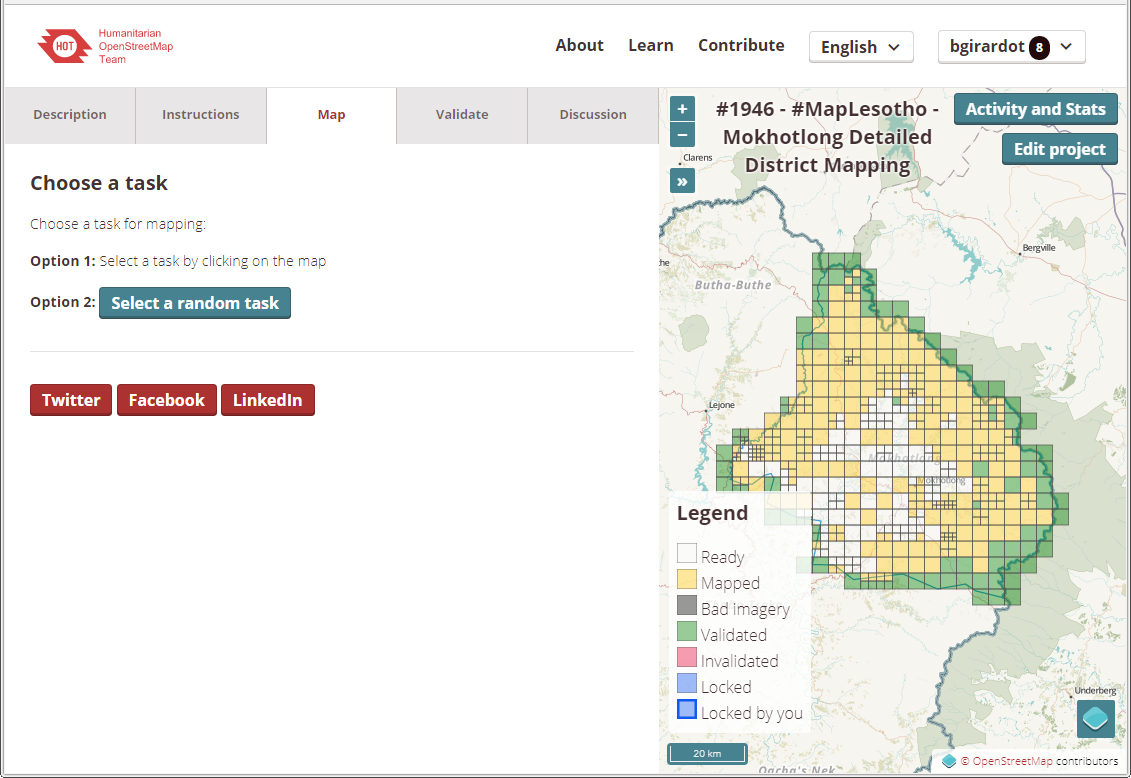 Humanitarian
OpenStreetMap
Team
HOT
About
Learn
Contribute
English
bgirardot 8
Description
Instructions
Map
Validate
Discussion
Choose a task
Choose a task for mapping:
Option 1: Select a task by clicking on the map
Option 2: Select a random task
Twitter
Facebook
LinkedIn
+
−
»
#1946 - #MapLesotho -
Mokhotlong Detailed
District Mapping
Activity and Stats
Edit project
Clarens
Bergville
he
Butha-Buthe
Lejone
Mokhotlong
Mokhotlong
Legend
Ready
Mapped
Bad imagery
Validated
Invalidated
Locked
Locked by you
Underberg
20 km
Qacha's Nek
© OpenStreetMap contributors